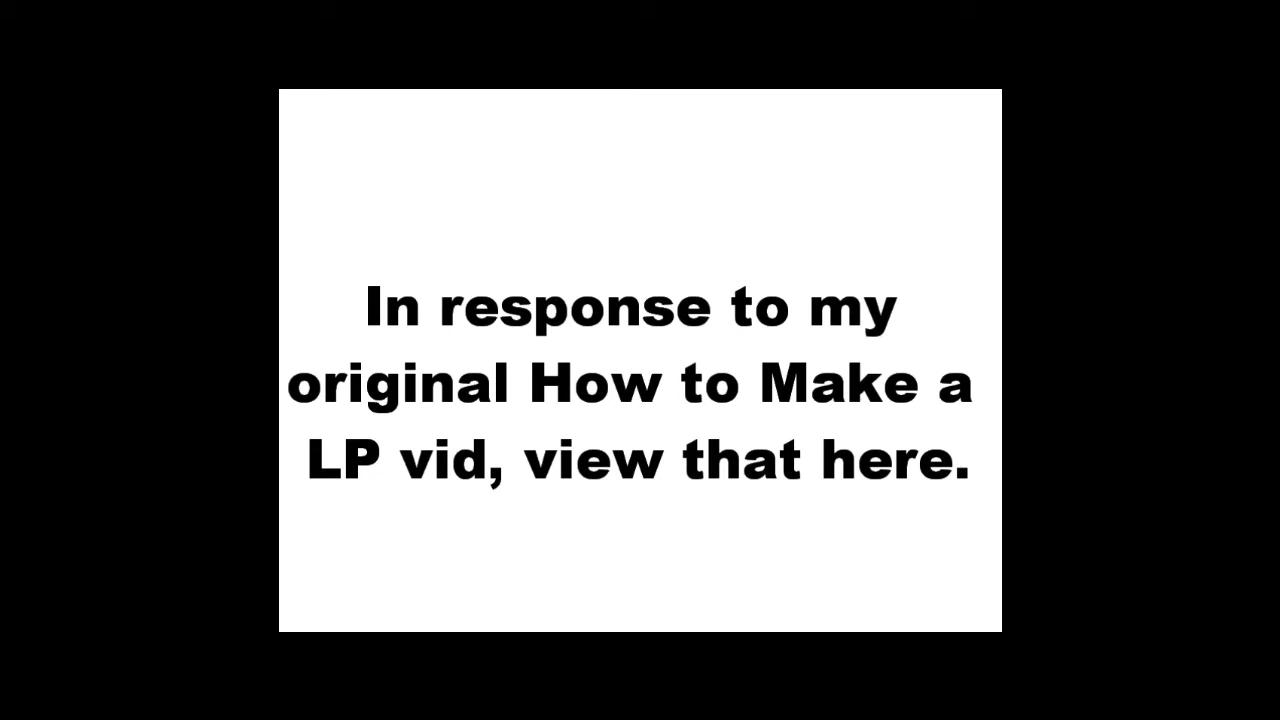 In response to my
original How to Make a
LP vid, view that here.